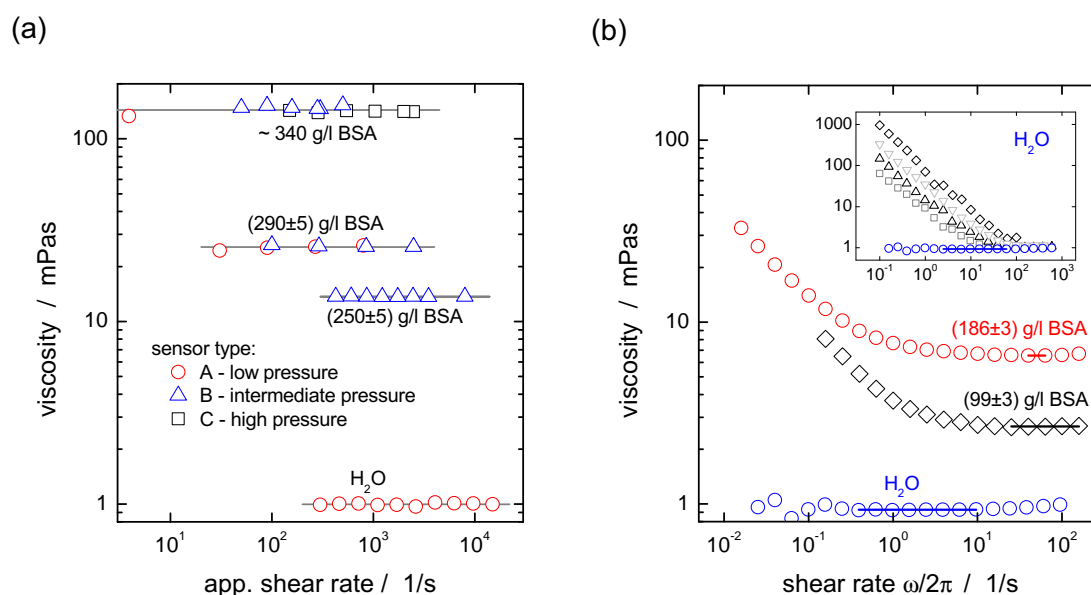 (a)
(b)
viscosity / mPas
100
10
1
~ 340 g/l BSA
(290±5) g/l BSA
(250±5) g/l BSA
sensor type:
A - low pressure
B - intermediate pressure
C - high pressure
H₂O
10¹ 10² 10³ 10⁴
app. shear rate / 1/s
viscosity / mPas
100
10
1
1000
100
10
1
H₂O
10⁻¹ 10⁰ 10¹ 10² 10³
(186±3) g/l BSA
(99±3) g/l BSA
H₂O
10⁻² 10⁻¹ 10⁰ 10¹ 10²
shear rate ω/2π / 1/s